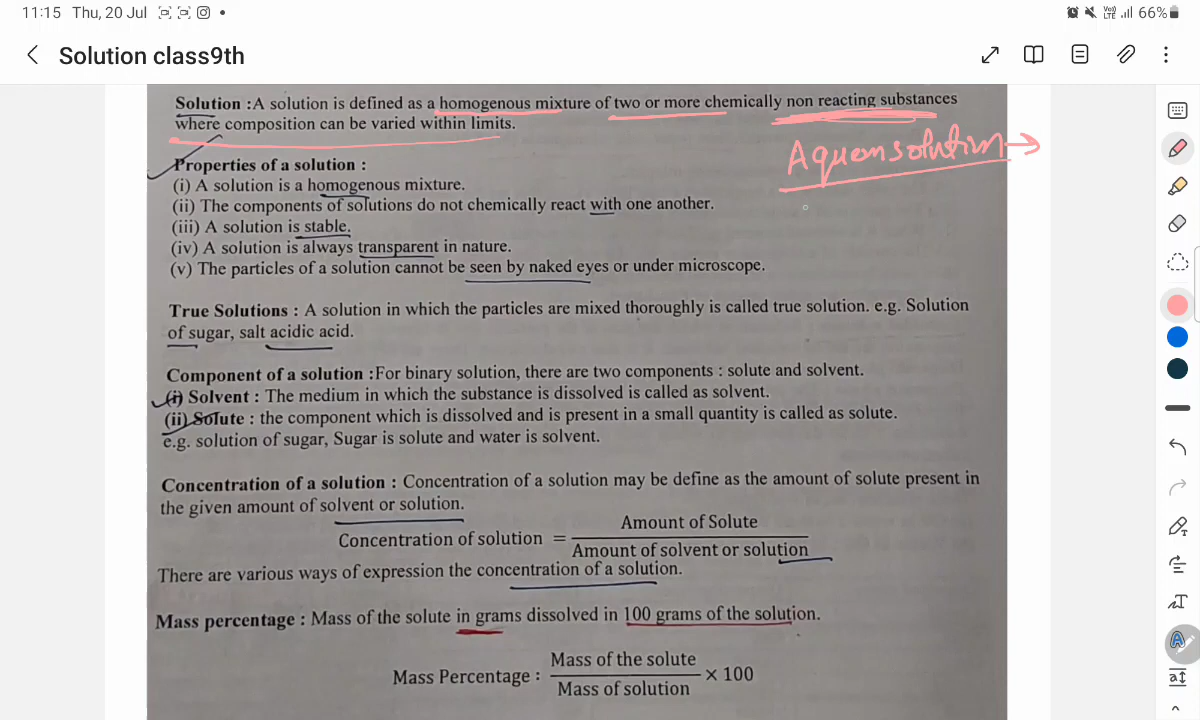 11:15 Thu, 20 Jul
66%
Solution class9th
Solution :A solution is defined as a homogenous mixture of two or more chemically non reacting substances
where composition can be varied within limits.
Aqueous solution →
Properties of a solution :
(i) A solution is a homogenous mixture.
(ii) The components of solutions do not chemically react with one another.
(iii) A solution is stable.
(iv) A solution is always transparent in nature.
(v) The particles of a solution cannot be seen by naked eyes or under microscope.
True Solutions : A solution in which the particles are mixed thoroughly is called true solution. e.g. Solution
of sugar, salt acidic acid.
Component of a solution :For binary solution, there are two components : solute and solvent.
(i) Solvent : The medium in which the substance is dissolved is called as solvent.
(ii) Solute : the component which is dissolved and is present in a small quantity is called as solute.
e.g. solution of sugar, Sugar is solute and water is solvent.
Concentration of a solution : Concentration of a solution may be define as the amount of solute present in
the given amount of solvent or solution.
Concentration of solution = Amount of Solute
Amount of solvent or solution
There are various ways of expression the concentration of a solution.
Mass percentage : Mass of the solute in grams dissolved in 100 grams of the solution.
Mass Percentage : Mass of the solute × 100
Mass of solution